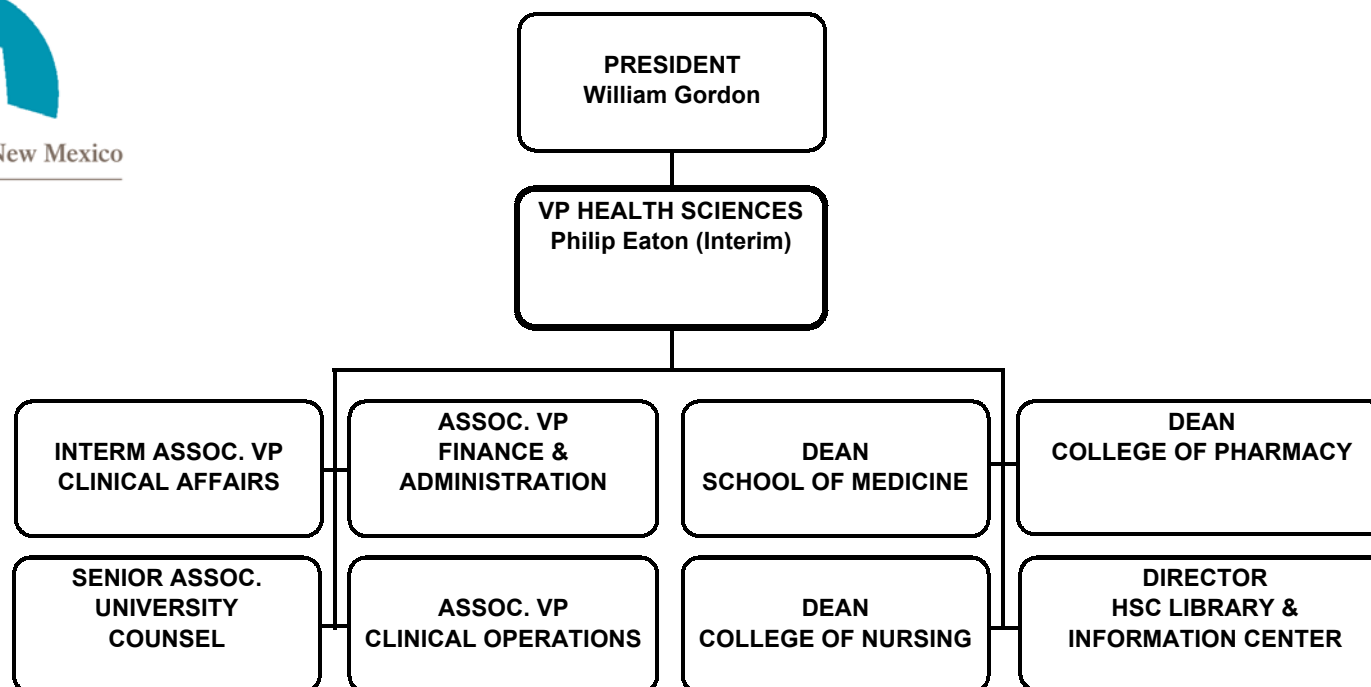 New Mexico
PRESIDENT
William Gordon
VP HEALTH SCIENCES
Philip Eaton (Interim)
INTERM ASSOC. VP
CLINICAL AFFAIRS
ASSOC. VP
FINANCE &
ADMINISTRATION
DEAN
SCHOOL OF MEDICINE
DEAN
COLLEGE OF PHARMACY
SENIOR ASSOC.
UNIVERSITY
COUNSEL
ASSOC. VP
CLINICAL OPERATIONS
DEAN
COLLEGE OF NURSING
DIRECTOR
HSC LIBRARY &
INFORMATION CENTER